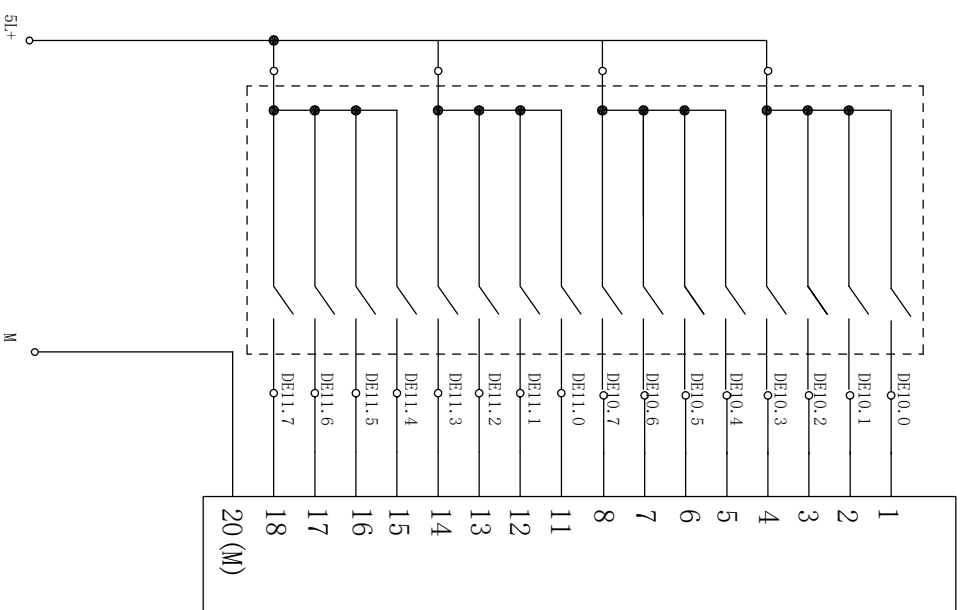 5L+
M
DE10.0
DE10.1
DE10.2
DE10.3
DE10.4
DE10.5
DE10.6
DE10.7
DE11.0
DE11.1
DE11.2
DE11.3
DE11.4
DE11.5
DE11.6
DE11.7
1
2
3
4
5
6
7
8
11
12
13
14
15
16
17
18
20(M)